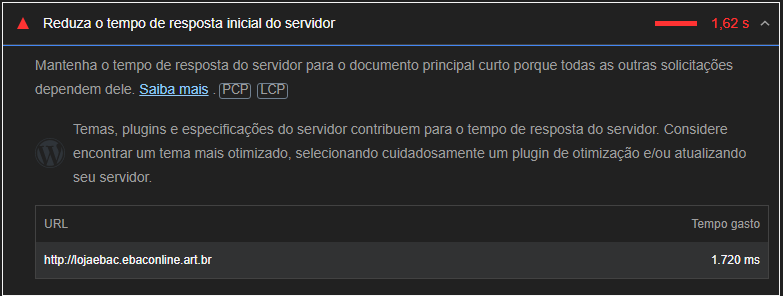 Reduza o tempo de resposta inicial do servidor 1,62 s
Mantenha o tempo de resposta do servidor para o documento principal curto porque todas as outras solicitações
dependem dele. Saiba mais . PCP LCP
Temas, plugins e especificações do servidor contribuem para o tempo de resposta do servidor. Considere
encontrar um tema mais otimizado, selecionando cuidadosamente um plugin de otimização e/ou atualizando
seu servidor.
URL Tempo gasto
http://lojaebac.ebaconline.art.br 1.720 ms